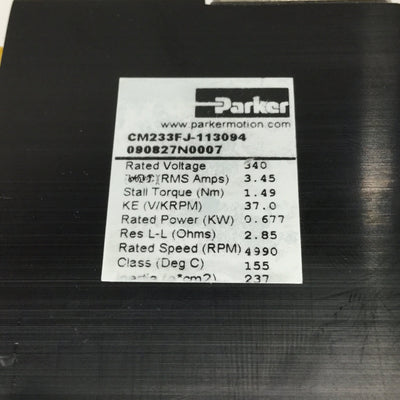 Parker
www.parkermotion.com
CM233FJ-113094
090827N0007
Rated Voltage 340
(RMS Amps) 3.45
Stall Torque (Nm) 1.49
KE (V/KRPM) 37.0
Rated Power (KW) 0.677
Res L-L (Ohms) 2.85
Rated Speed (RPM) 4990
Class (Deg C) 155
237